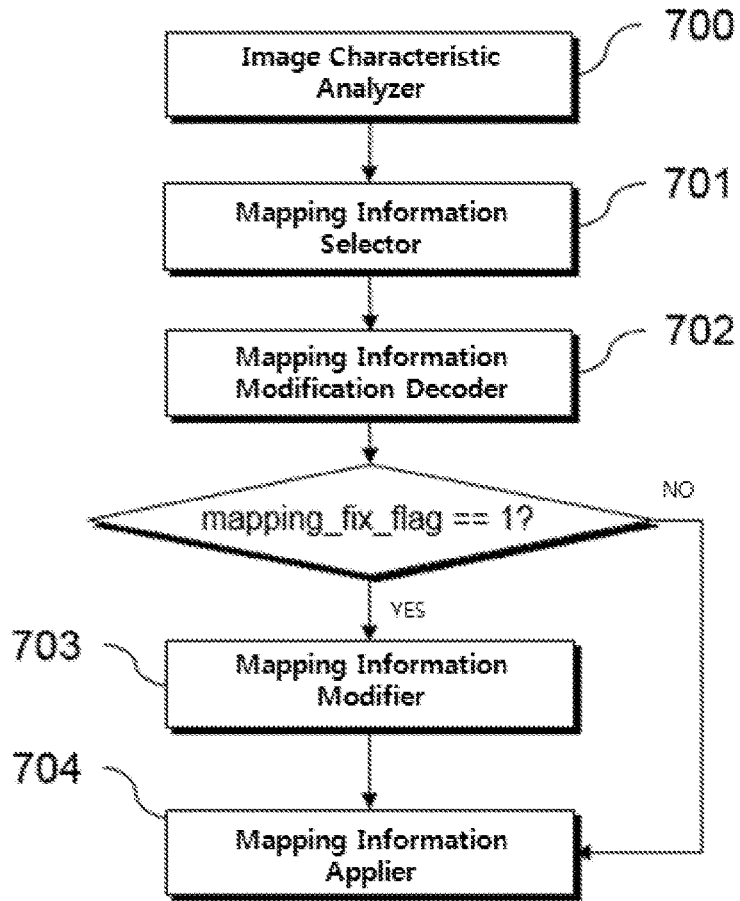 700
Image Characteristic
Analyzer
701
Mapping Information
Selector
702
Mapping Information
Modification Decoder
mapping_fix_flag == 1?
NO
YES
703
Mapping Information
Modifier
704
Mapping Information
Applier